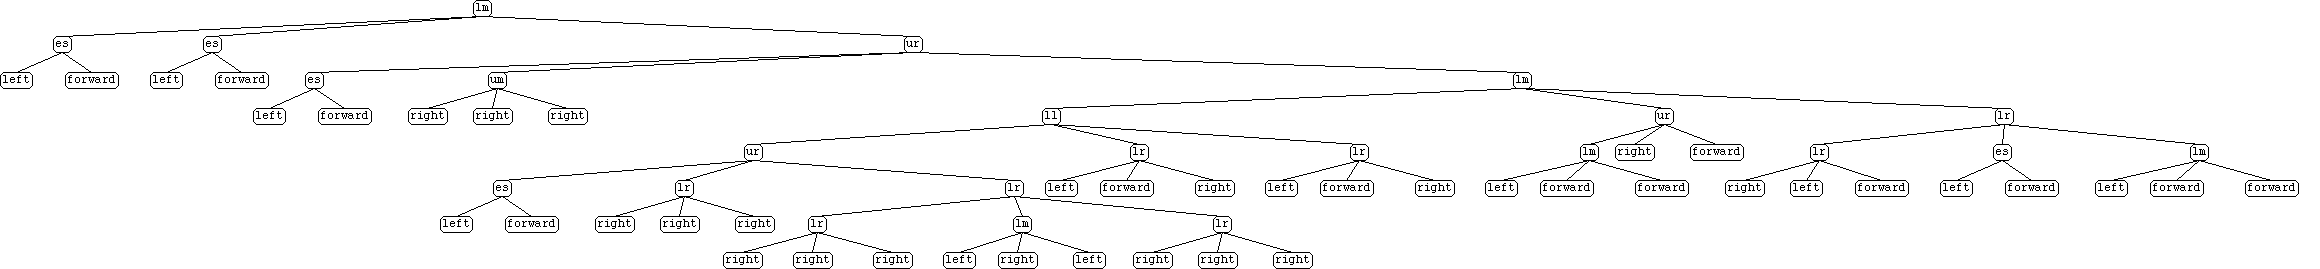 lm
es es ur
left forward left forward es um lm
left forward right right right ll ur lr
ur lr lr lm right forward lr es lm
es lr lr left forward right left forward right left forward forward right left forward left forward left forward forward
left forward right right right lr lm lr
right right right left right left right right right